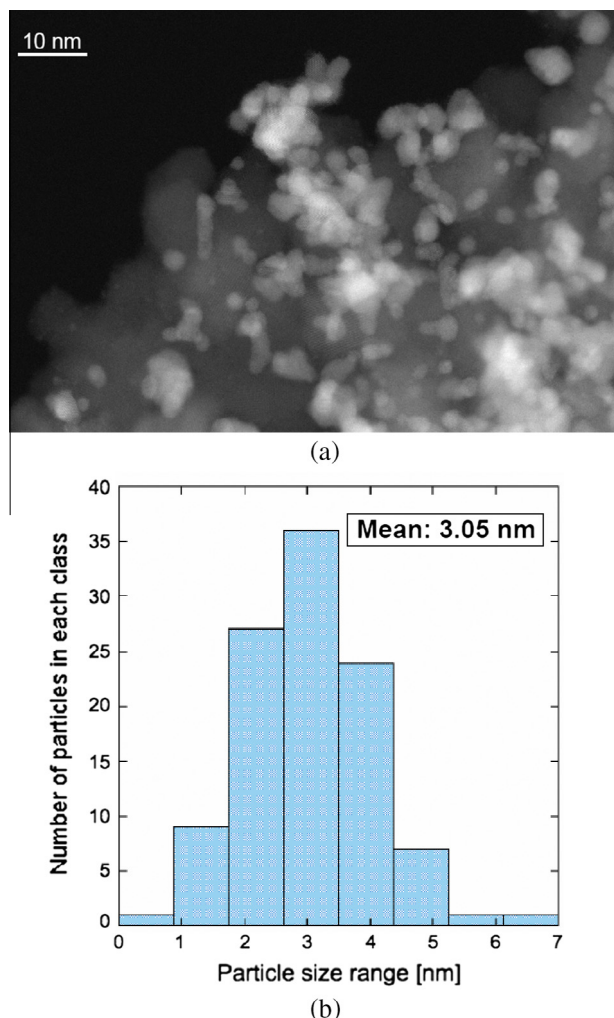 10 nm
(a)
40
35
30
25
20
15
10
5
0
Number of particles in each class
Mean: 3.05 nm
0 1 2 3 4 5 6 7
Particle size range [nm]
(b)